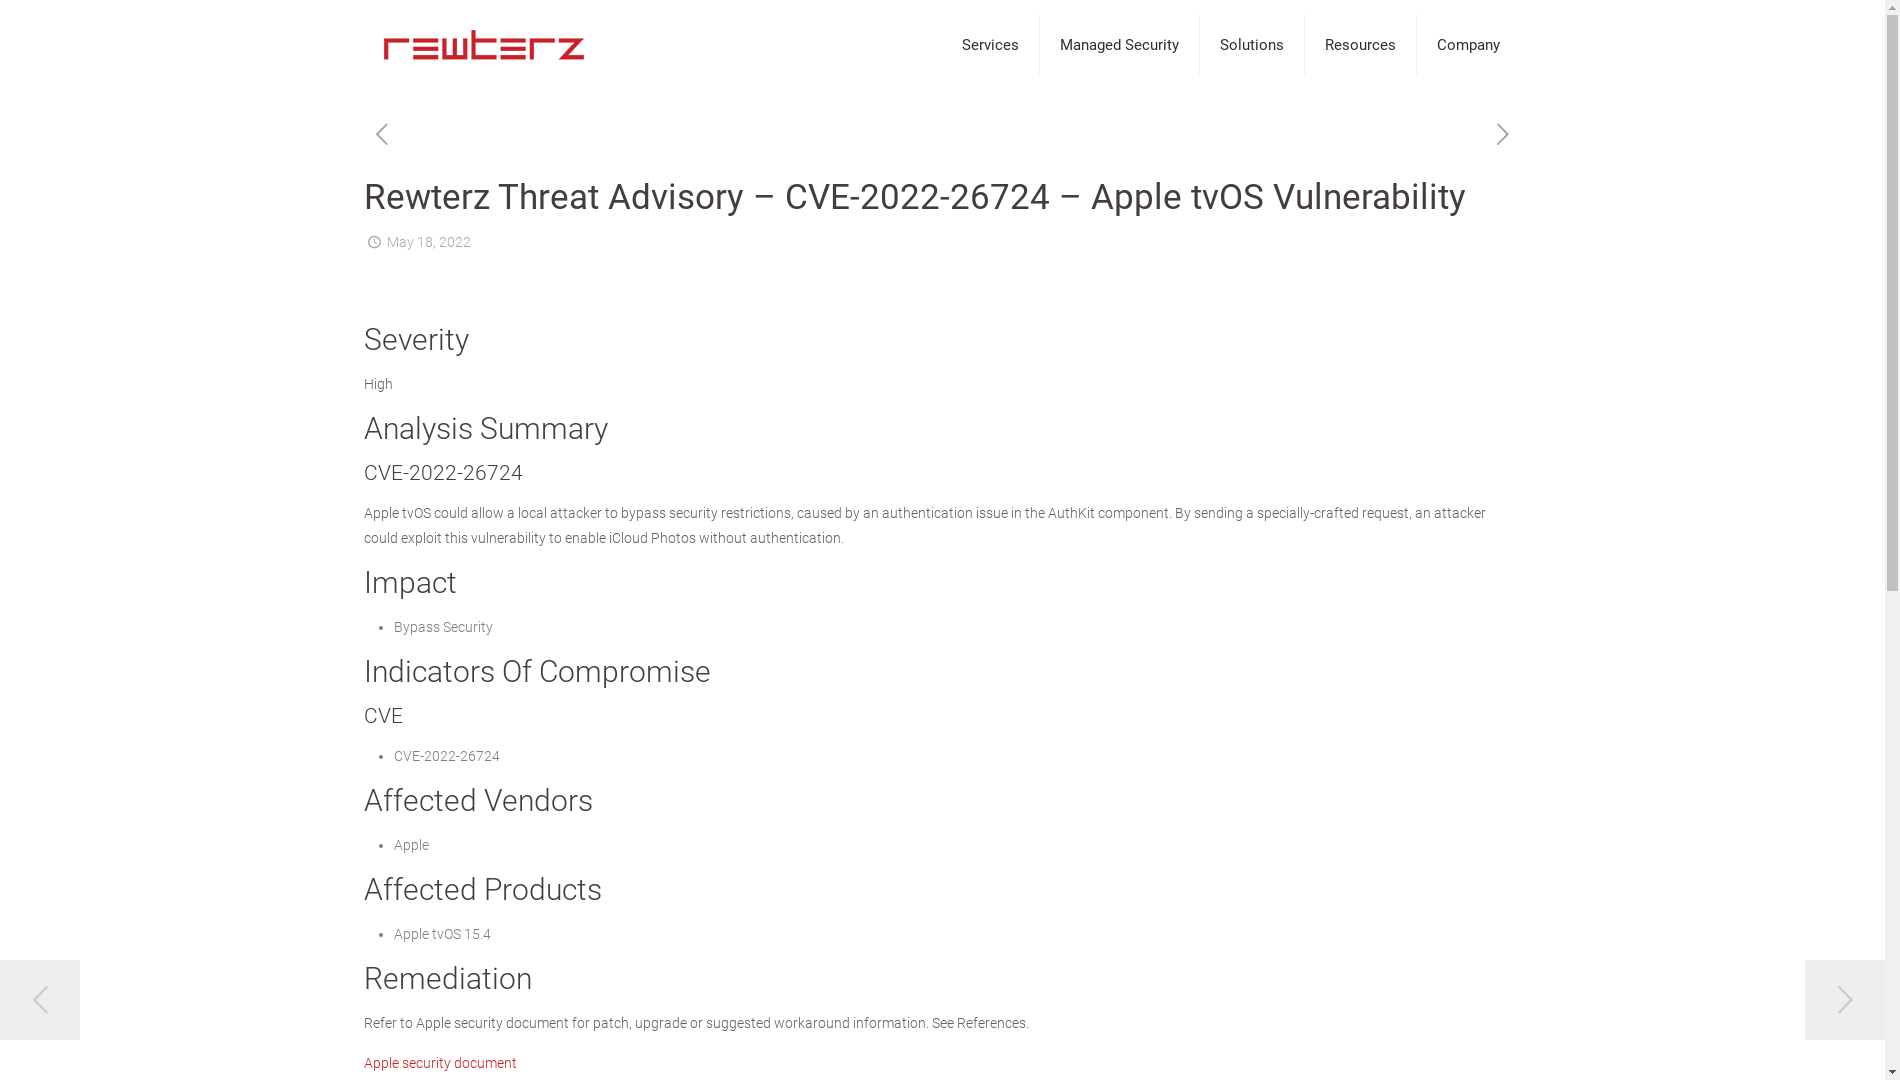 rewterz
Services
Managed Security
Solutions
Resources
Company
Rewterz Threat Advisory – CVE-2022-26724 – Apple tvOS Vulnerability
May 18, 2022
Severity
High
Analysis Summary
CVE-2022-26724
Apple tvOS could allow a local attacker to bypass security restrictions, caused by an authentication issue in the AuthKit component. By sending a specially-crafted request, an attacker
could exploit this vulnerability to enable iCloud Photos without authentication.
Impact
Bypass Security
Indicators Of Compromise
CVE
CVE-2022-26724
Affected Vendors
Apple
Affected Products
Apple tvOS 15.4
Remediation
Refer to Apple security document for patch, upgrade or suggested workaround information. See References.
Apple security document